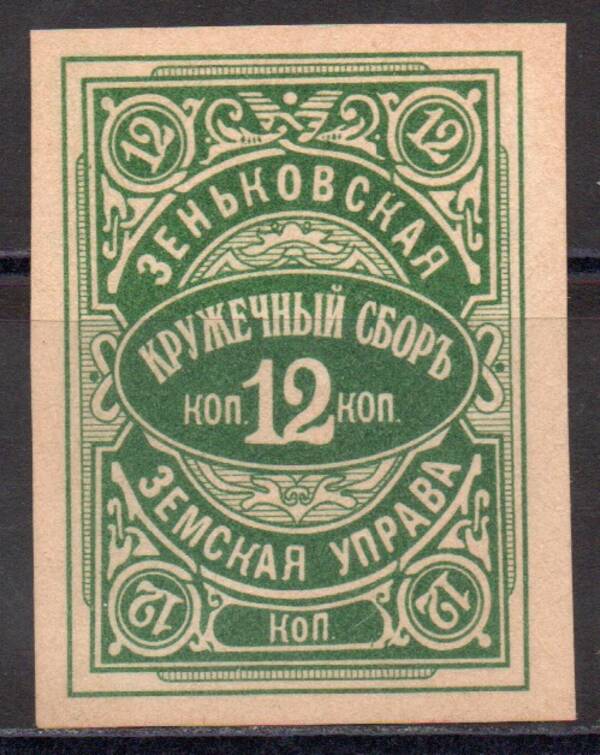 12 12
ЗЕНЬКОВСКАЯ
КРУЖЕЧНЫЙ СБОРЪ
КОП. 12 КОП.
ЗЕМСКАЯ УПРАВА
12 КОП. 12